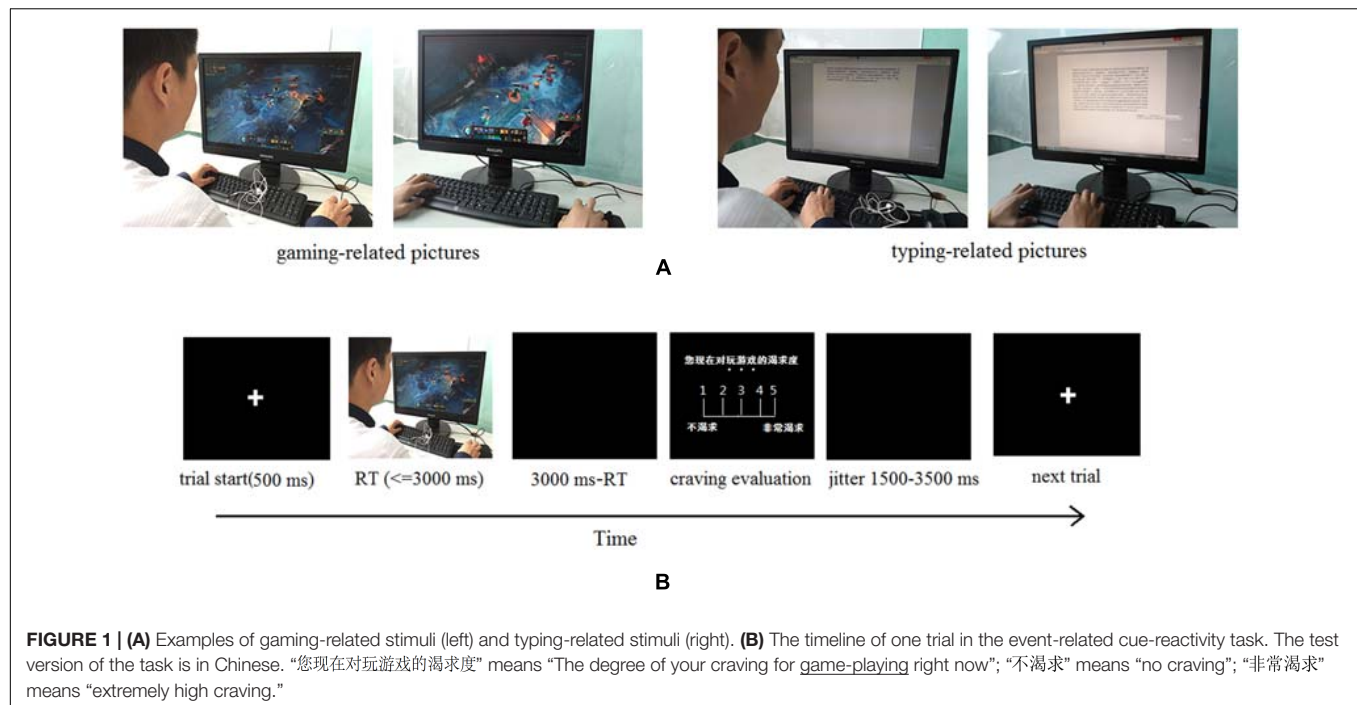 gaming-related pictures
typing-related pictures
A
您现在对玩游戏的渴求度
1 2 3 4 5
不渴求 非常渴求
trial start(500 ms) RT (<=3000 ms) 3000 ms-RT craving evaluation jitter 1500-3500 ms next trial
Time
B
FIGURE 1 | (A) Examples of gaming-related stimuli (left) and typing-related stimuli (right). (B) The timeline of one trial in the event-related cue-reactivity task. The test
version of the task is in Chinese. “您现在对玩游戏的渴求度” means “The degree of your craving for game-playing right now”; “不渴求” means “no craving”; “非常渴求”
means “extremely high craving.”